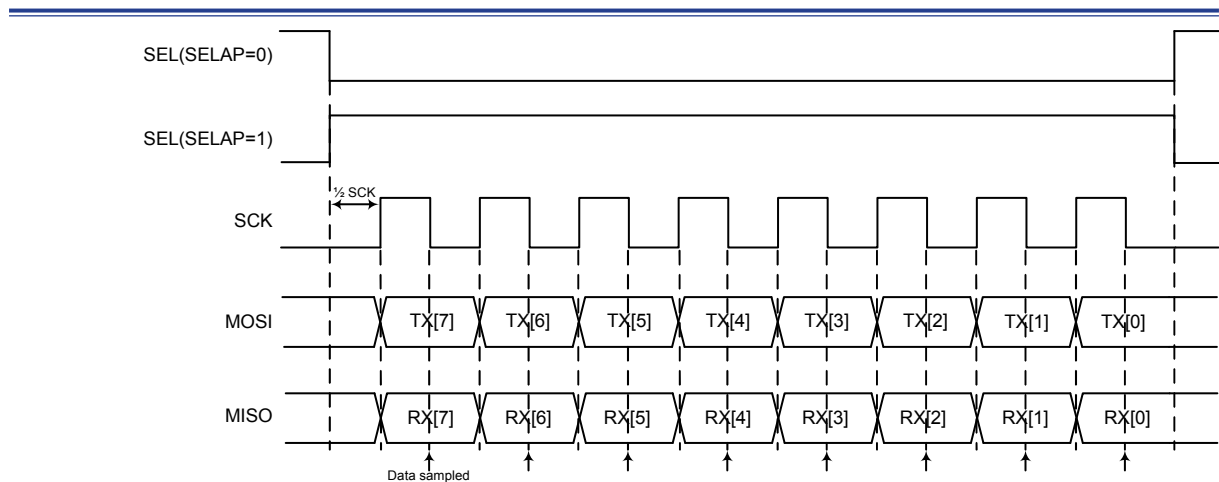 SEL(SELAP=0)
SEL(SELAP=1)
½ SCK
SCK
MOSI
TX[7] TX[6] TX[5] TX[4] TX[3] TX[2] TX[1] TX[0]
MISO
RX[7] RX[6] RX[5] RX[4] RX[3] RX[2] RX[1] RX[0]
Data sampled